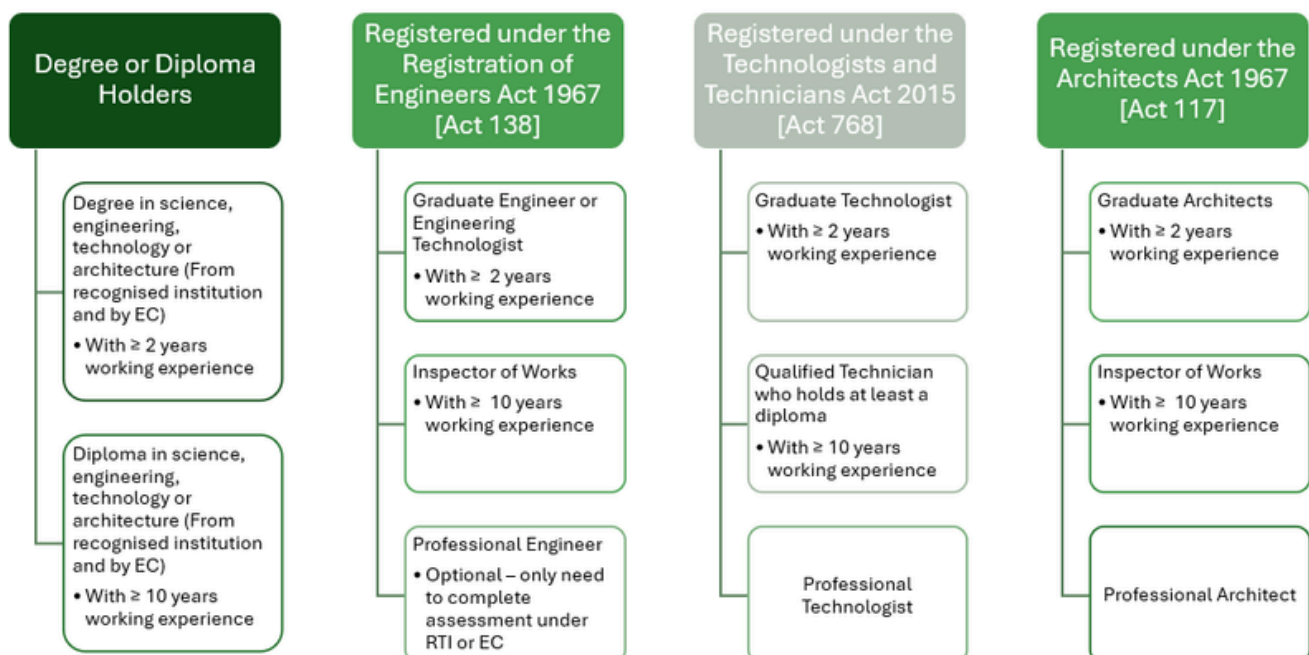 Degree or Diploma
Holders
Degree in science,
engineering,
technology or
architecture (From
recognised institution
and by EC)
• With ≥ 2 years
working experience
Diploma in science,
engineering,
technology or
architecture (From
recognised institution
and by EC)
• With ≥ 10 years
working experience
Registered under the
Registration of
Engineers Act 1967
[Act 138]
Graduate Engineer or
Engineering
Technologist
• With ≥ 2 years
working experience
Inspector of Works
• With ≥ 10 years
working experience
Professional Engineer
• Optional – only need
to complete
assessment under
RTI or EC
Registered under the
Technologists and
Technicians Act 2015
[Act 768]
Graduate Technologist
• With ≥ 2 years
working experience
Qualified Technician
who holds at least a
diploma
• With ≥ 10 years
working experience
Professional
Technologist
Registered under the
Architects Act 1967
[Act 117]
Graduate Architects
• With ≥ 2 years
working experience
Inspector of Works
• With ≥ 10 years
working experience
Professional Architect